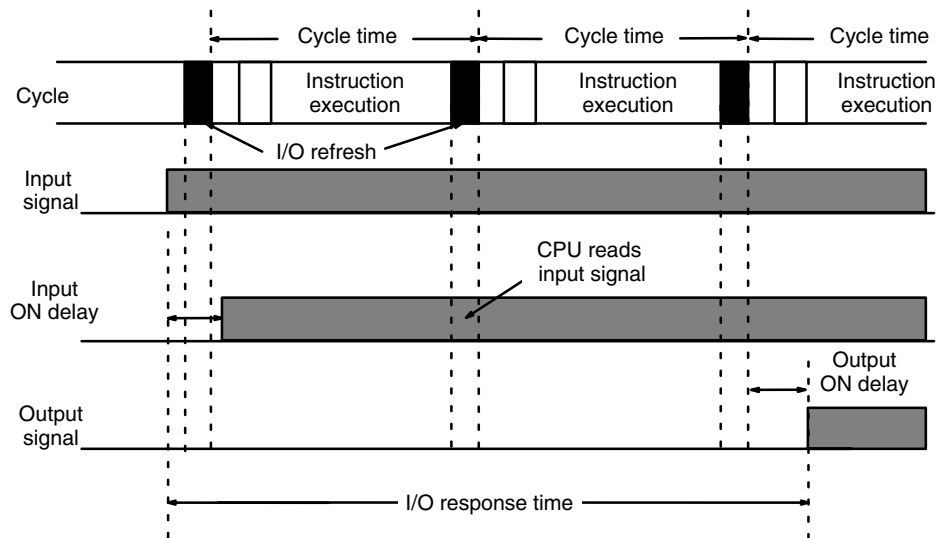 Cycle time
Cycle time
Cycle time
Cycle
Instruction
execution
Instruction
execution
Instruction
execution
I/O refresh
Input
signal
CPU reads
input signal
Input
ON delay
Output
ON delay
Output
signal
I/O response time